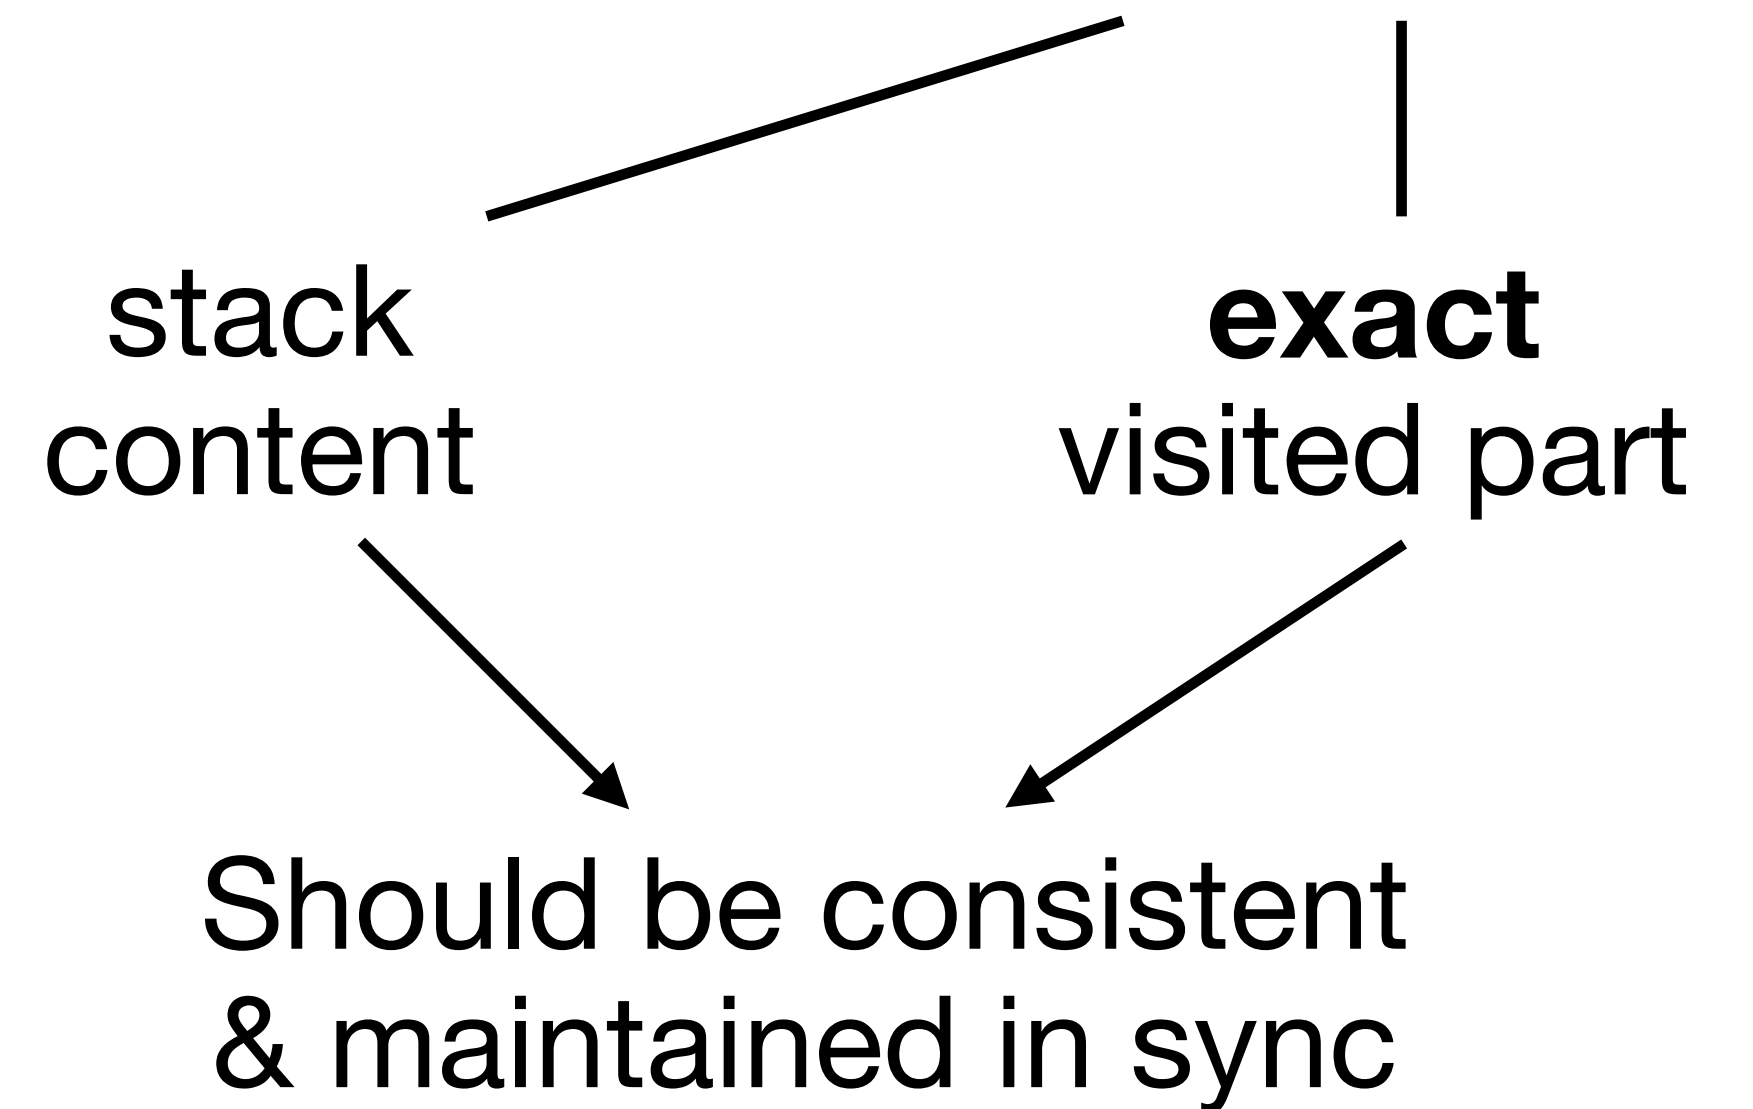 stack
content
exact
visited part
Should be consistent
& maintained in sync